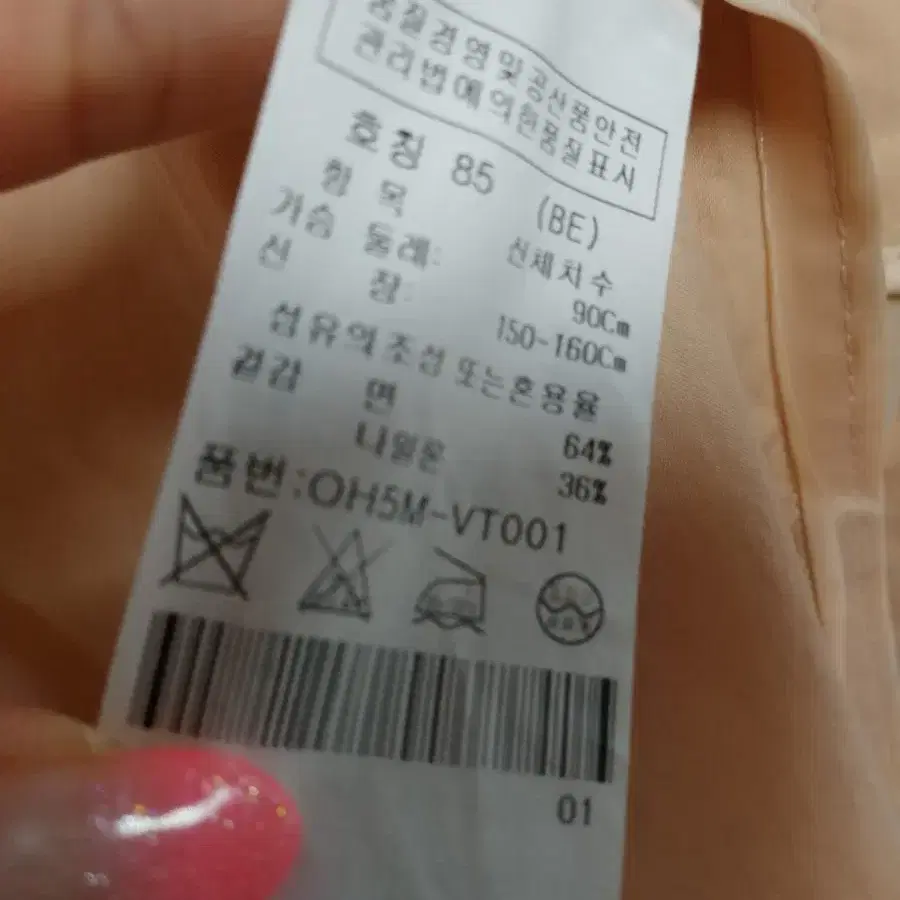 품질경영및공산품안전
관리법에의한품질표시
호칭 85 (BE)
항목 신체치수
가슴 둘레: 90Cm
신 장: 150-160Cm
섬유의조성 또는혼용율
겉감 면 64%
나일론 36%
품번:OH5M-VT001
01